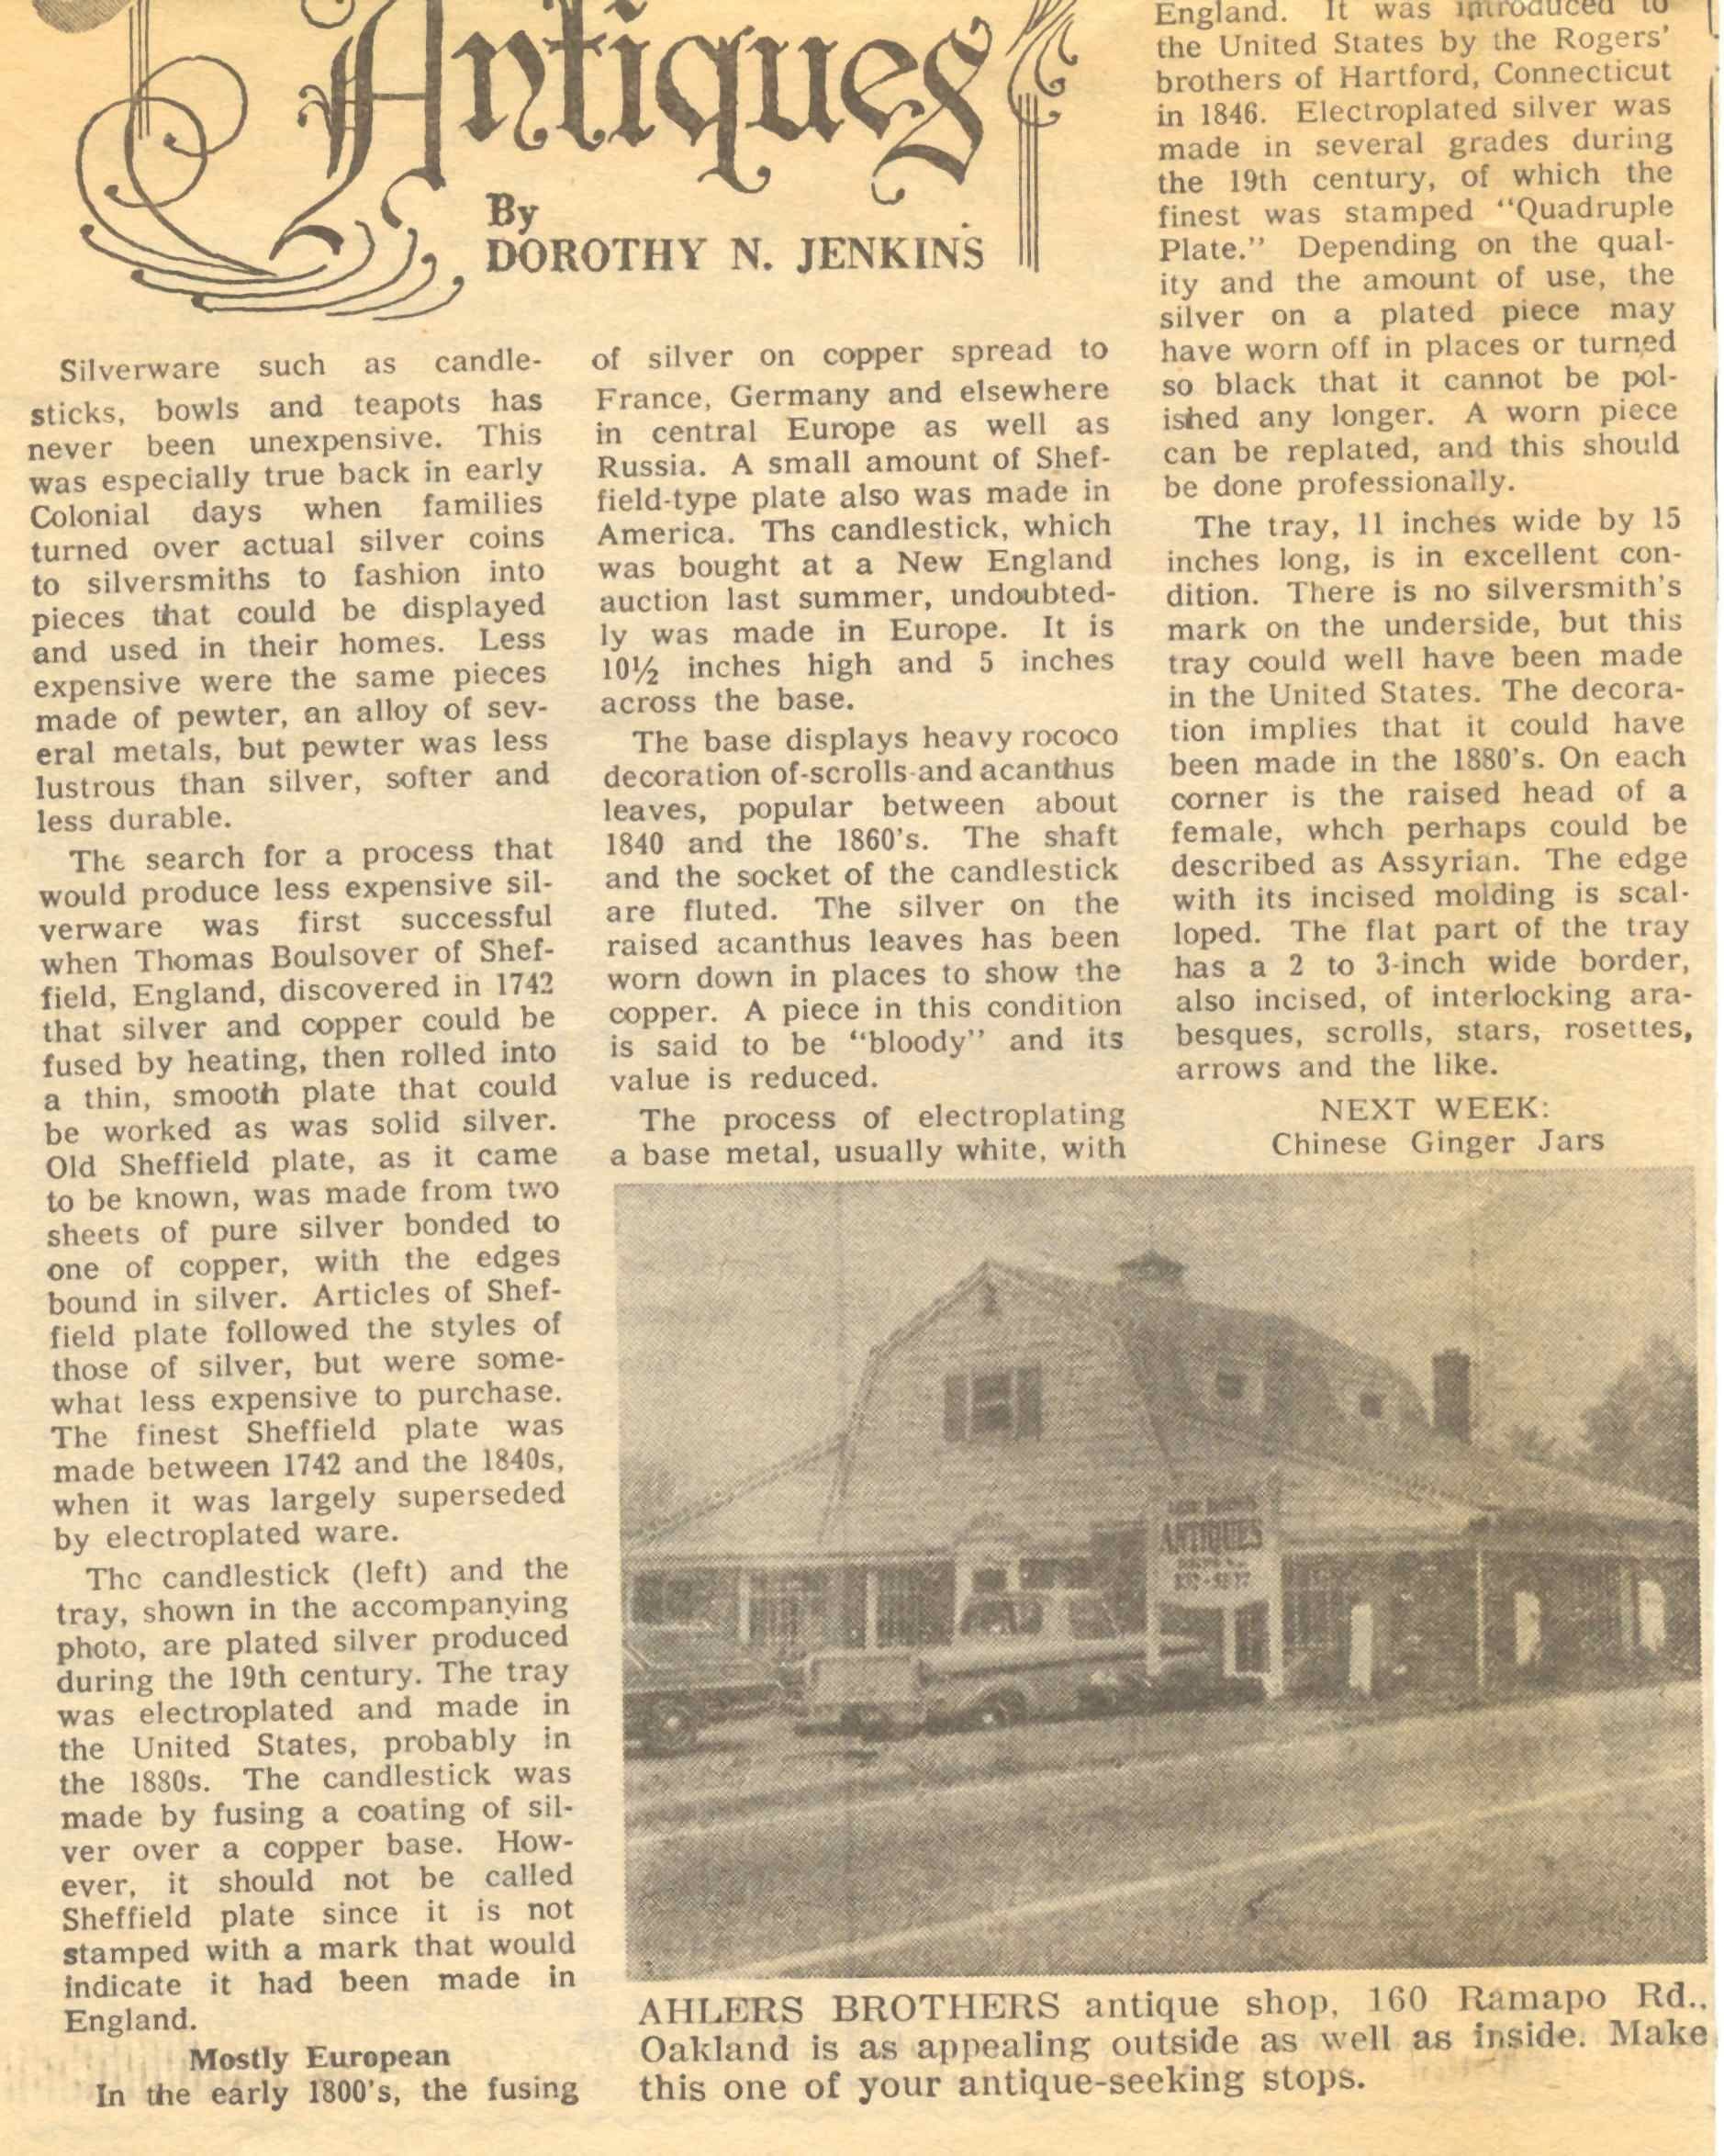 Antiques
By
DOROTHY N. JENKINS
Silverware such as candle-
sticks, bowls and teapots has
never been unexpensive. This
was especially true back in early
Colonial days when families
turned over actual silver coins
to silversmiths to fashion into
pieces that could be displayed
and used in their homes. Less
expensive were the same pieces
made of pewter, an alloy of sev-
eral metals, but pewter was less
lustrous than silver, softer and
less durable.
The search for a process that
would produce less expensive sil-
verware was first successful
when Thomas Boulsover of Shef-
field, England, discovered in 1742
that silver and copper could be
fused by heating, then rolled into
a thin, smooth plate that could
be worked as was solid silver.
Old Sheffield plate, as it came
to be known, was made from two
sheets of pure silver bonded to
one of copper, with the edges
bound in silver. Articles of Shef-
field plate followed the styles of
those of silver, but were some-
what less expensive to purchase.
The finest Sheffield plate was
made between 1742 and the 1840s,
when it was largely superseded
by electroplated ware.
The candlestick (left) and the
tray, shown in the accompanying
photo, are plated silver produced
during the 19th century. The tray
was electroplated and made in
the United States, probably in
the 1880s. The candlestick was
made by fusing a coating of sil-
ver over a copper base. How-
ever, it should not be called
Sheffield plate since it is not
stamped with a mark that would
indicate it had been made in
England.
Mostly European
In the early 1800's, the fusing
of silver on copper spread to
France, Germany and elsewhere
in central Europe as well as
Russia. A small amount of Shef-
field-type plate also was made in
America. Ths candlestick, which
was bought at a New England
auction last summer, undoubted-
ly was made in Europe. It is
10½ inches high and 5 inches
across the base.
The base displays heavy rococo
decoration of-scrolls-and acanthus
leaves, popular between about
1840 and the 1860's. The shaft
and the socket of the candlestick
are fluted. The silver on the
raised acanthus leaves has been
worn down in places to show the
copper. A piece in this condition
is said to be "bloody" and its
value is reduced.
The process of electroplating
a base metal, usually white, with
England. It was introduced to
the United States by the Rogers'
brothers of Hartford, Connecticut
in 1846. Electroplated silver was
made in several grades during
the 19th century, of which the
finest was stamped "Quadruple
Plate." Depending on the qual-
ity and the amount of use, the
silver on a plated piece may
have worn off in places or turned
so black that it cannot be pol-
ished any longer. A worn piece
can be replated, and this should
be done professionally.
The tray, 11 inches wide by 15
inches long, is in excellent con-
dition. There is no silversmith's
mark on the underside, but this
tray could well have been made
in the United States. The decora-
tion implies that it could have
been made in the 1880's. On each
corner is the raised head of a
female, whch perhaps could be
described as Assyrian. The edge
with its incised molding is scal-
loped. The flat part of the tray
has a 2 to 3-inch wide border,
also incised, of interlocking ara-
besques, scrolls, stars, rosettes,
arrows and the like.
NEXT WEEK:
Chinese Ginger Jars
ANTIQUES
AHLERS BROTHERS antique shop, 160 Ramapo Rd.,
Oakland is as appealing outside as well as inside. Make
this one of your antique-seeking stops.